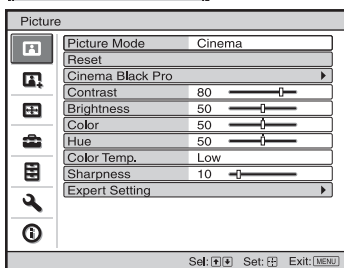 Picture
Picture Mode Cinema
Reset
Cinema Black Pro
Contrast 80
Brightness 50
Color 50
Hue 50
Color Temp. Low
Sharpness 10
Expert Setting
Sel: Set: Exit: MENU